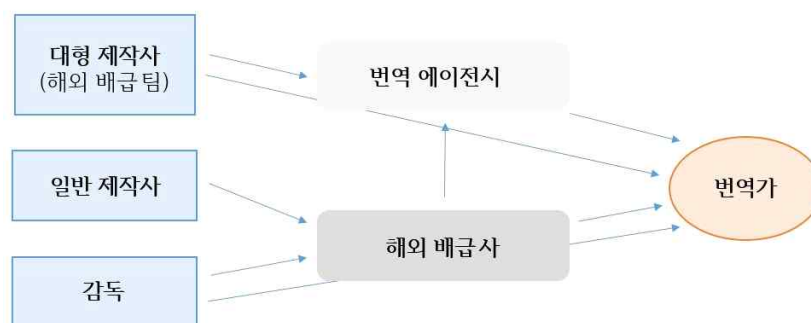 대형 제작사
(해외 배급팀)
번역 에이전시
일반 제작사
번역가
해외 배급사
감독